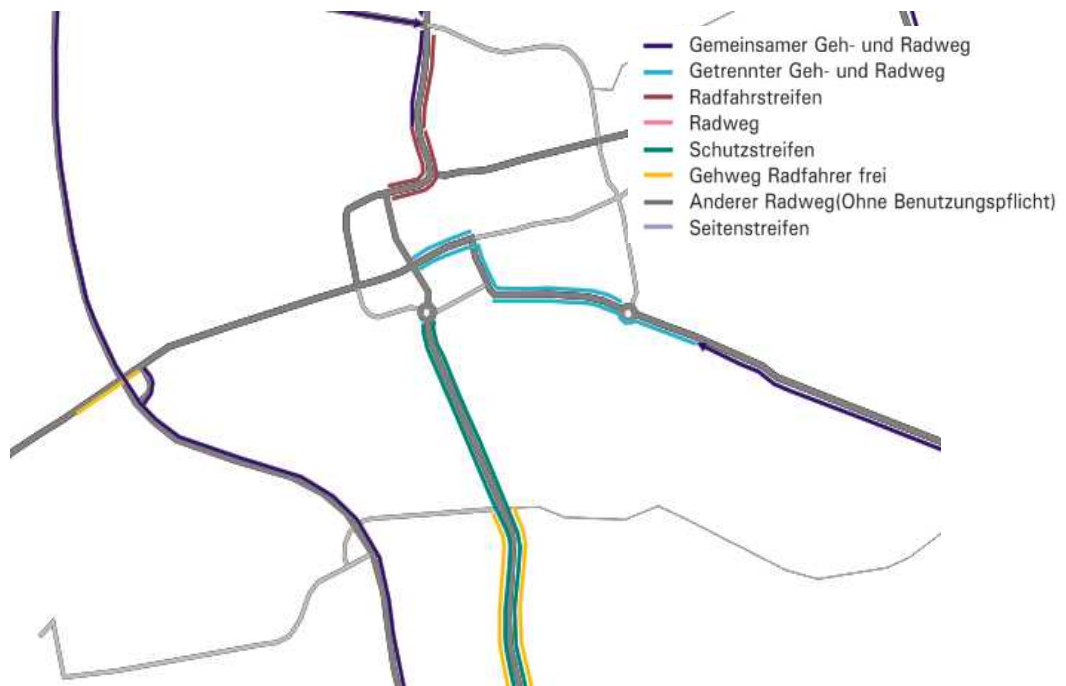 Gemeinsamer Geh- und Radweg
Getrennter Geh- und Radweg
Radfahrstreifen
Radweg
Schutzstreifen
Gehweg Radfahrer frei
Anderer Radweg(Ohne Benutzungspflicht)
Seitenstreifen